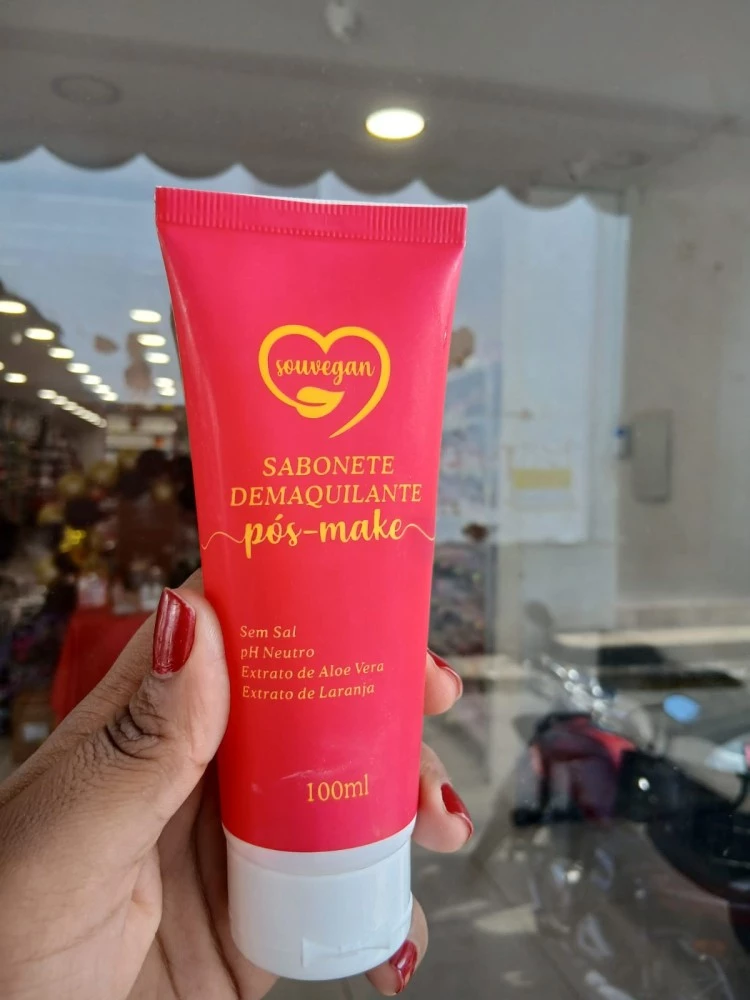 souvegan
SABONETE
DEMAQUILANTE
pós-make
Sem Sal
pH Neutro
Extrato de Aloe Vera
Extrato de Laranja
100ml